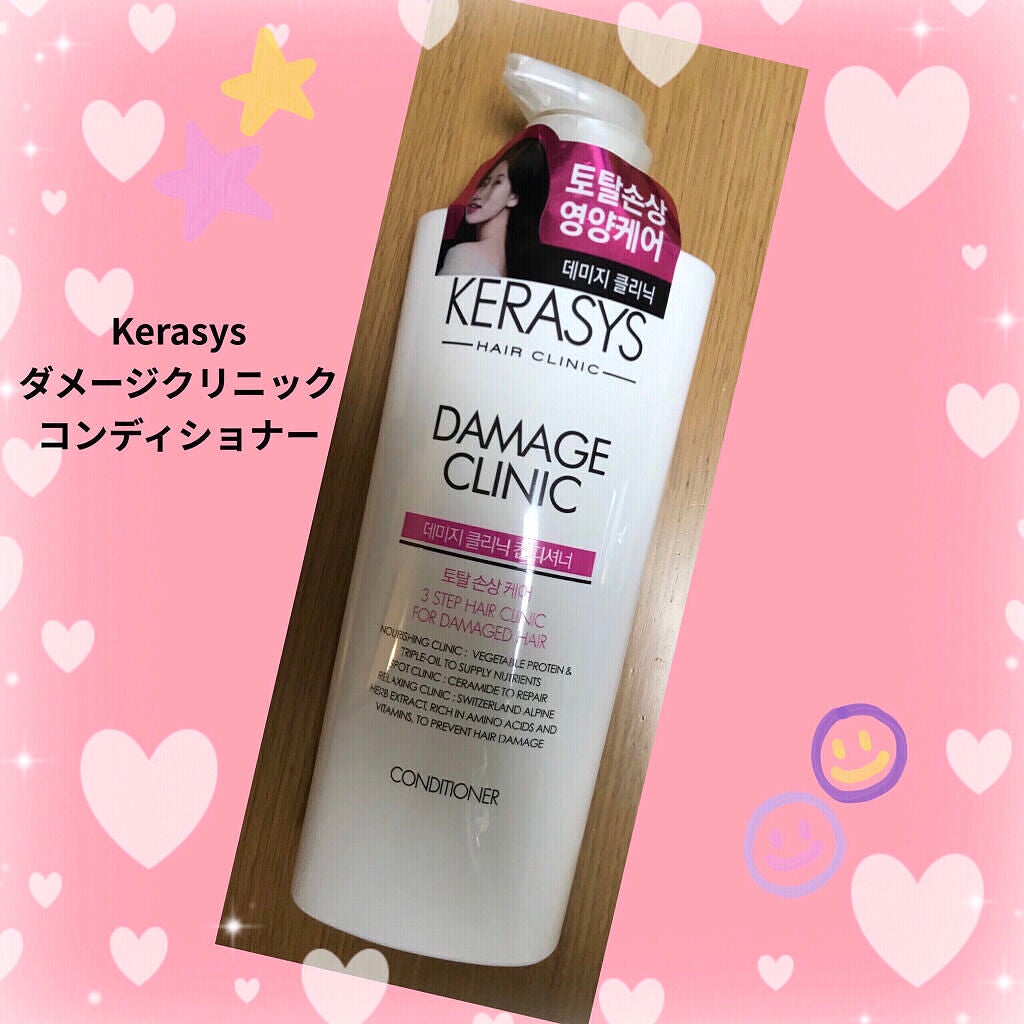 Kerasys
ダメージクリニック
コンディショナー
토탈손상
영양케어
데미지 클리닉
KERASYS
HAIR CLINIC
DAMAGE
CLINIC
데미지 클리닉 컨디셔너
토탈 손상 케어
3 STEP HAIR CLINIC
FOR DAMAGED HAIR
NOURISHING CLINIC : VEGETABLE PROTEIN &
TRIPLE-OIL TO SUPPLY NUTRIENTS
SPOT CLINIC : CERAMIDE TO REPAIR
RELAXING CLINIC : SWITZERLAND ALPINE
HERB EXTRACT, RICH IN AMINO ACIDS AND
VITAMINS, TO PREVENT HAIR DAMAGE
CONDITIONER